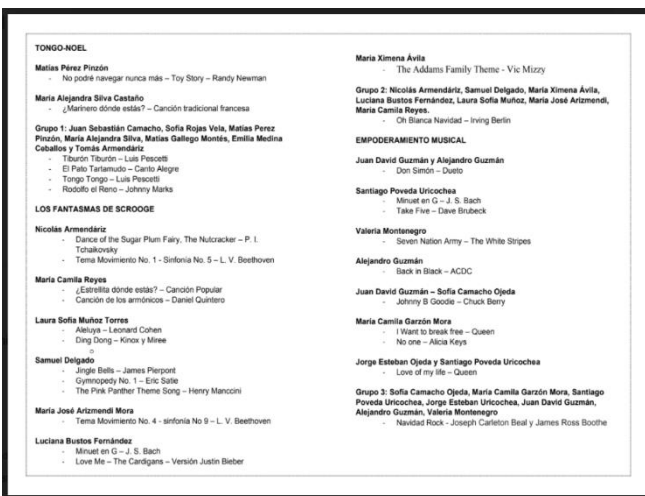 TONGO-NOEL
Matías Pérez Pinzón
- No podré navegar nunca más – Toy Story – Randy Newman
María Alejandra Silva Castaño
- ¿Marinero dónde estás? – Canción tradicional francesa
Grupo 1: Juan Sebastián Camacho, Sofía Rojas Vela, Matías Perez
Pinzón, María Alejandra Silva, Matías Gallego Montés, Emilia Medina
Ceballos y Tomás Armendáriz
- Tiburón Tiburón – Luis Pescetti
- El Pato Tartamudo – Canto Alegre
- Tongo Tongo – Luis Pescetti
- Rodolfo el Reno – Johnny Marks
LOS FANTASMAS DE SCROOGE
Nicolás Armendáriz
- Dance of the Sugar Plum Fairy, The Nutcracker – P. I.
Tchaikovsky
- Tema Movimiento No. 1 - Sinfonía No. 5 – L. V. Beethoven
María Camila Reyes
- ¿Estrellita dónde estás? – Canción Popular
- Canción de los armónicos – Daniel Quintero
Laura Sofía Muñoz Torres
- Aleluya – Leonard Cohen
- Ding Dong – Kinox y Miree
o
Samuel Delgado
- Jingle Bells – James Pierpont
- Gymnopedy No. 1 – Eric Satie
- The Pink Panther Theme Song – Henry Manccini
María José Arizmendi Mora
- Tema Movimiento No. 4 - sinfonía No 9 – L. V. Beethoven
Luciana Bustos Fernández
- Minuet en G – J. S. Bach
- Love Me – The Cardigans – Versión Justin Bieber
María Ximena Ávila
- The Addams Family Theme - Vic Mizzy
Grupo 2: Nicolás Armendáriz, Samuel Delgado, María Ximena Ávila,
Luciana Bustos Fernández, Laura Sofía Muñoz, María José Arizmendi,
María Camila Reyes.
- Oh Blanca Navidad – Irving Berlin
EMPODERAMIENTO MUSICAL
Juan David Guzmán y Alejandro Guzmán
- Don Simón – Dueto
Santiago Poveda Uricochea
- Minuet en G – J. S. Bach
- Take Five – Dave Brubeck
Valeria Montenegro
- Seven Nation Army – The White Stripes
Alejandro Guzmán
- Back in Black – ACDC
Juan David Guzmán – Sofía Camacho Ojeda
- Johnny B Goodie – Chuck Berry
María Camila Garzón Mora
- I Want to break free – Queen
- No one – Alicia Keys
Jorge Esteban Ojeda y Santiago Poveda Uricochea
- Love of my life – Queen
Grupo 3: Sofía Camacho Ojeda, María Camila Garzón Mora, Santiago
Poveda Uricochea, Jorge Esteban Uricochea, Juan David Guzmán,
Alejandro Guzmán, Valeria Montenegro
- Navidad Rock - Joseph Carleton Beal y James Ross Boothe